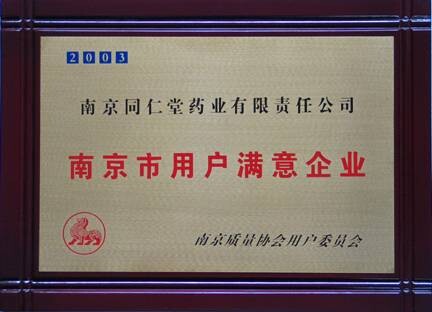 2003
南京同仁堂药业有限责任公司
南京市用户满意企业
南京质量协会用户委员会